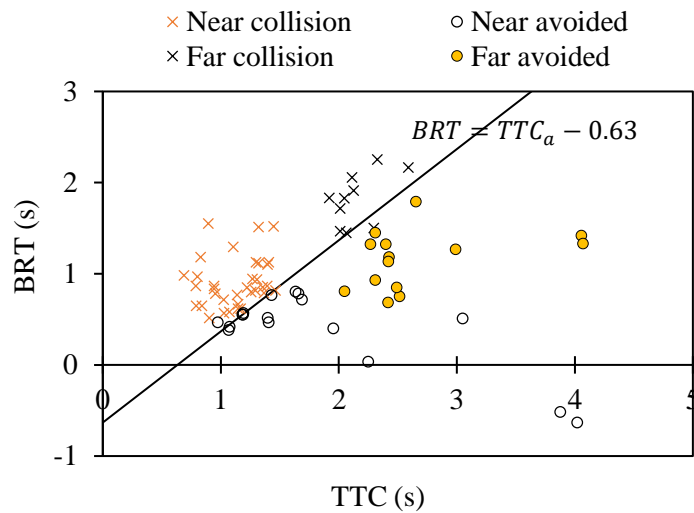 Near collision
Near avoided
Far collision
Far avoided
3
BRT = TTCₐ − 0.63
2
BRT (s)
1
0
0 1 2 3 4 5
-1
TTC (s)